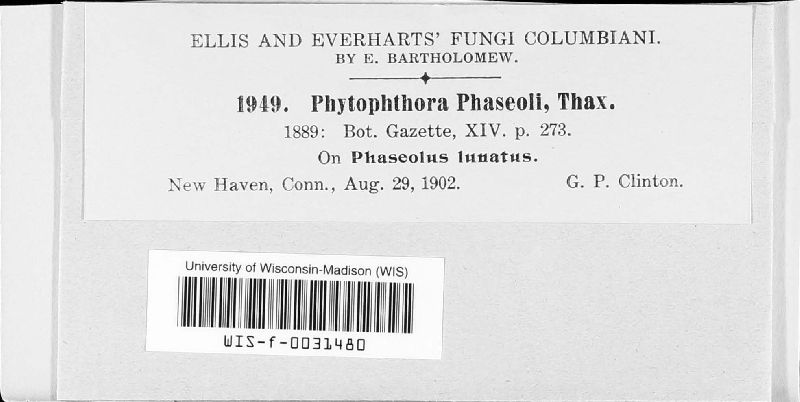 ELLIS AND EVERHARTS' FUNGI COLUMBIANI.
BY E. BARTHOLOMEW.
1949. Phytophthora Phaseoli, Thax.
1889: Bot. Gazette, XIV. p. 273.
On Phaseolus lunatus.
New Haven, Conn., Aug. 29, 1902. G. P. Clinton.
University of Wisconsin-Madison (WIS)
WIS-f-0031480